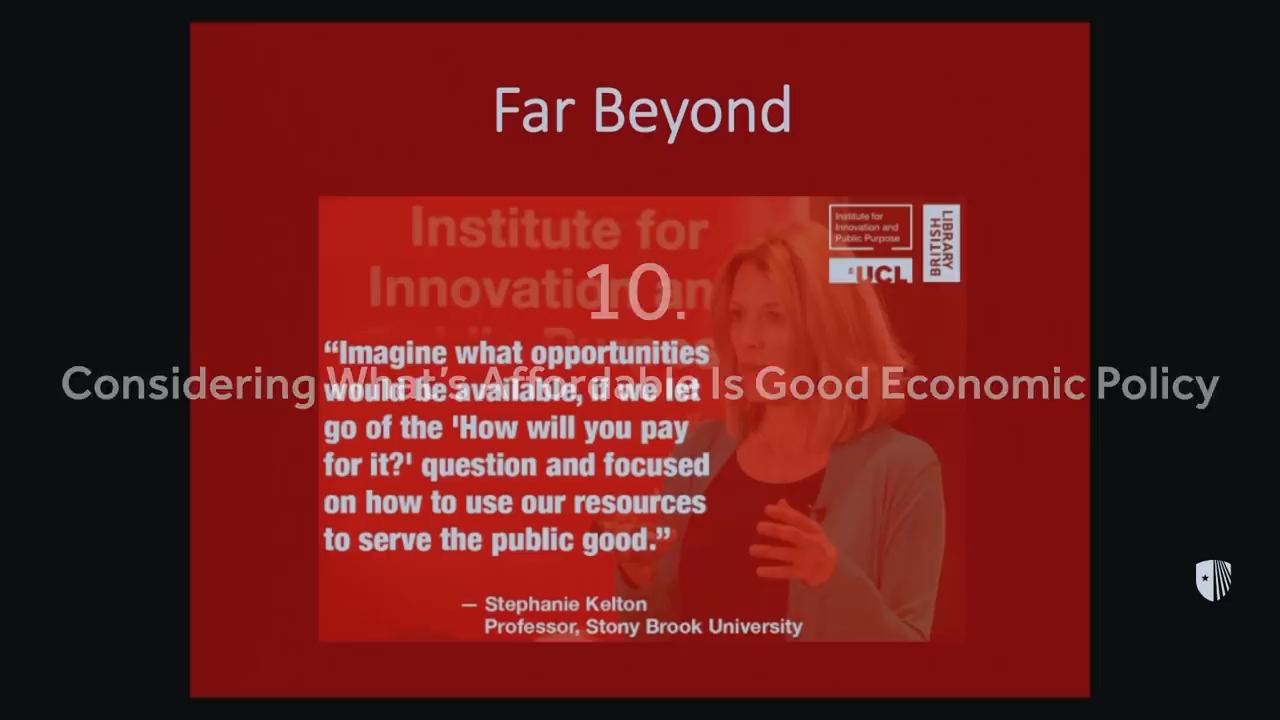 Far Beyond
Institute for
Innovation an
Institute for
Innovation and
Public Purpose
UCL
BRITISH
LIBRARY
10.
Considering What's Affordable Is Good Economic Policy
“Imagine what opportunities
would be available, if we let
go of the 'How will you pay
for it?' question and focused
on how to use our resources
to serve the public good.”
— Stephanie Kelton
Professor, Stony Brook University